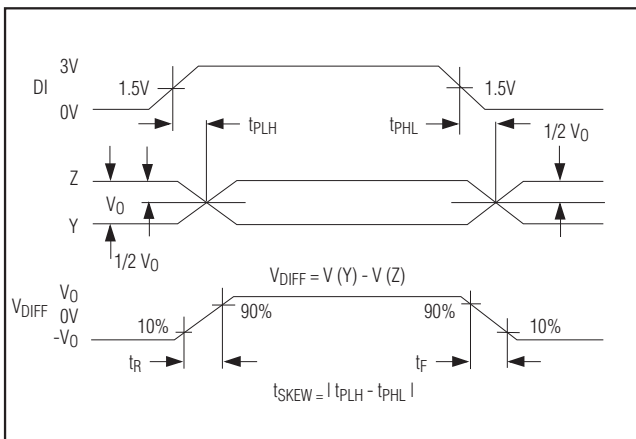 3V
DI
1.5V
1.5V
0V
tPLH
tPHL
1/2 VO
Z
VO
Y
1/2 VO
VDIFF = V (Y) - V (Z)
VO
VDIFF
0V
-VO
10%
90%
90%
10%
tR
tF
tSKEW = | tPLH - tPHL |